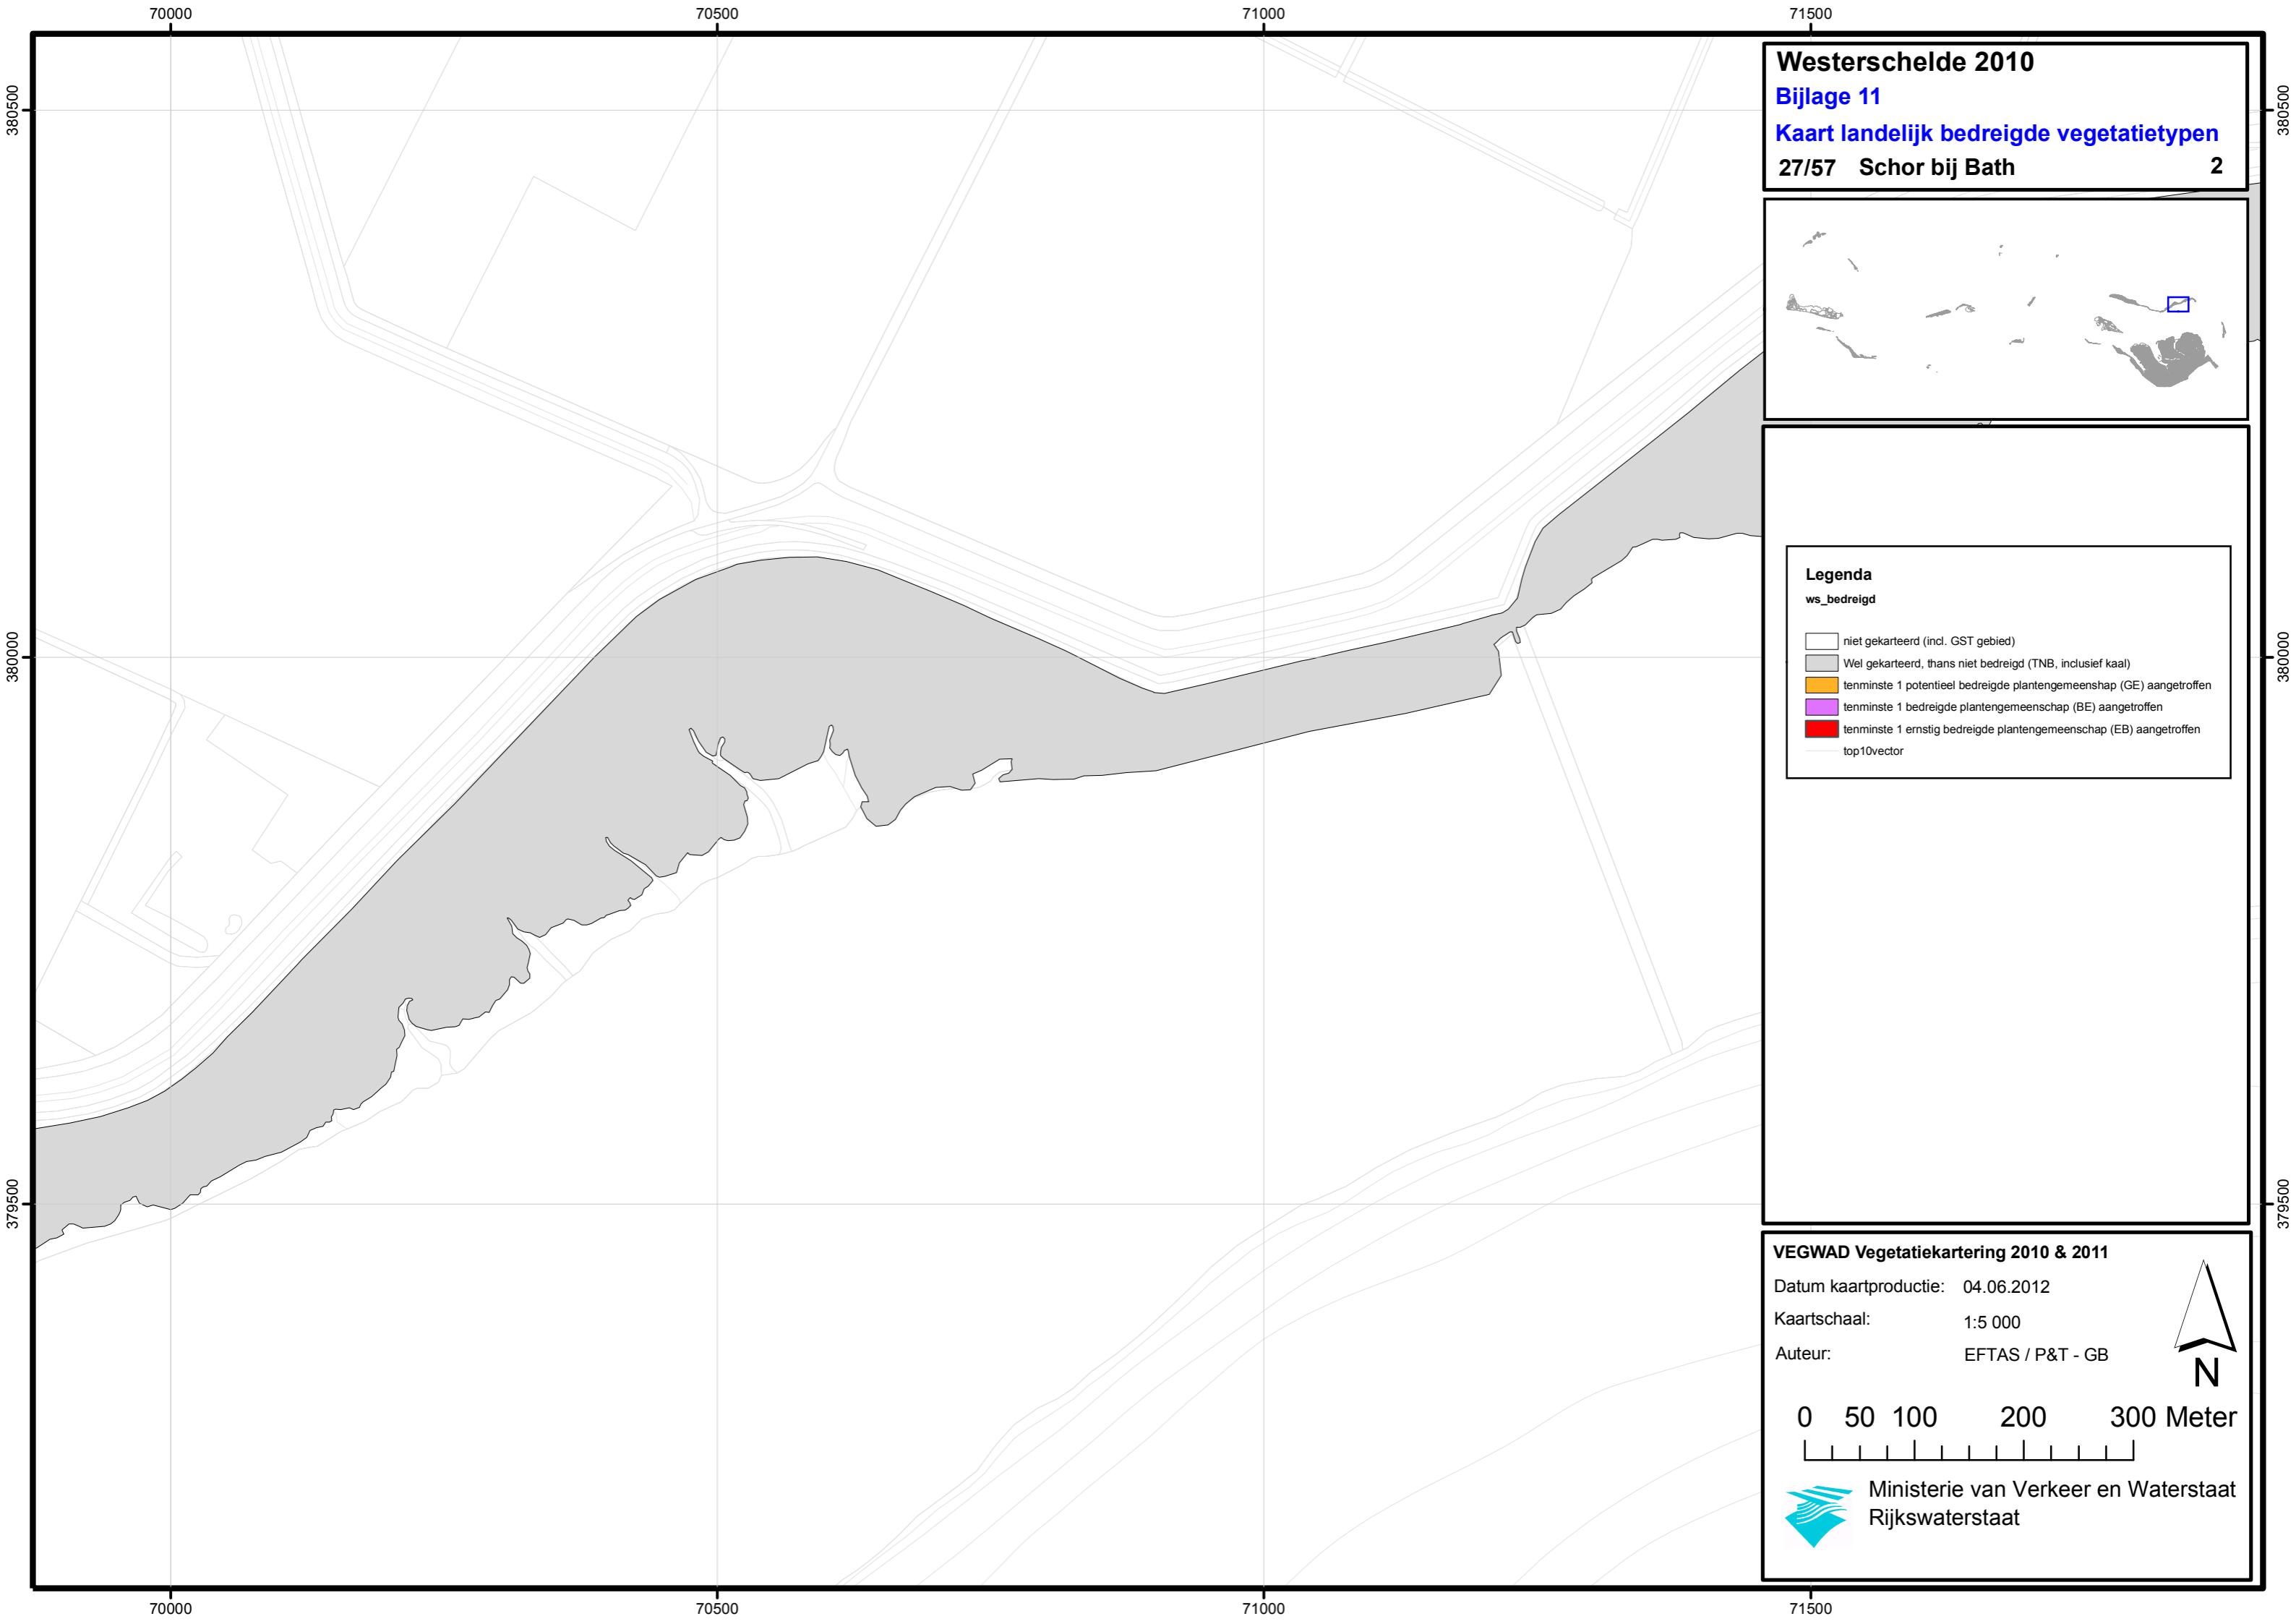 70000 70500 71000 71500
380500 380500
Westerschelde 2010
Bijlage 11
Kaart landelijk bedreigde vegetatietypen
27/57 Schor bij Bath 2
Legenda
ws_bedreigd
niet gekarteerd (incl. GST gebied)
380000 380000
Wel gekarteerd, thans niet bedreigd (TNB, inclusief kaal)
tenminste 1 potentieel bedreigde plantengemeenshap (GE) aangetroffen
tenminste 1 bedreigde plantengemeenschap (BE) aangetroffen
tenminste 1 ernstig bedreigde plantengemeenschap (EB) aangetroffen
top10vector
379500 379500
VEGWAD Vegetatiekartering 2010 & 2011
Datum kaartproductie: 04.06.2012
Kaartschaal: 1:5 000
Auteur: EFTAS / P&T - GB
N
0 50 100 200 300 Meter
Ministerie van Verkeer en Waterstaat
Rijkswaterstaat
70000 70500 71000 71500